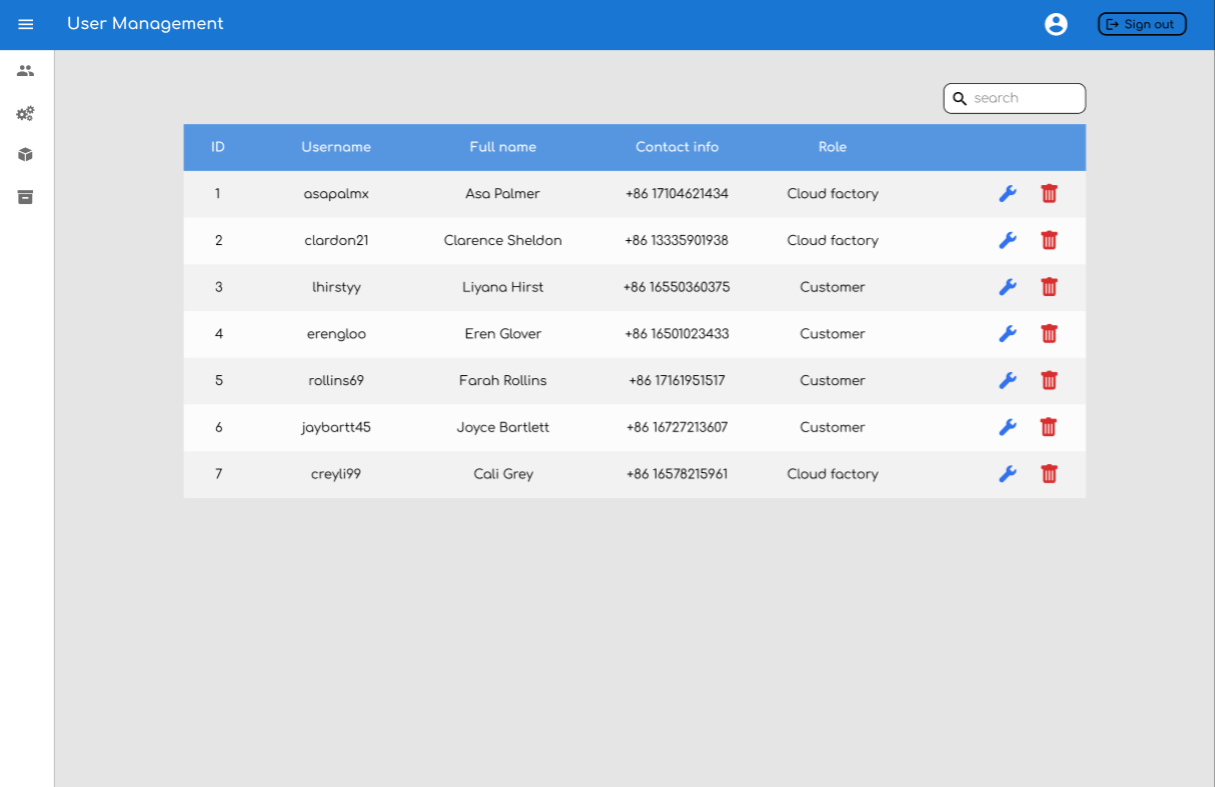 User Management
Sign out
search
ID Username Full name Contact info Role
1 asapalmx Asa Palmer +86 17104621434 Cloud factory
2 clardon21 Clarence Sheldon +86 13335901938 Cloud factory
3 lhirstyy Liyana Hirst +86 16550360375 Customer
4 erengloo Eren Glover +86 16501023433 Customer
5 rollins69 Farah Rollins +86 17161951517 Customer
6 jaybartt45 Joyce Bartlett +86 16727213607 Customer
7 creyli99 Cali Grey +86 16578215961 Cloud factory